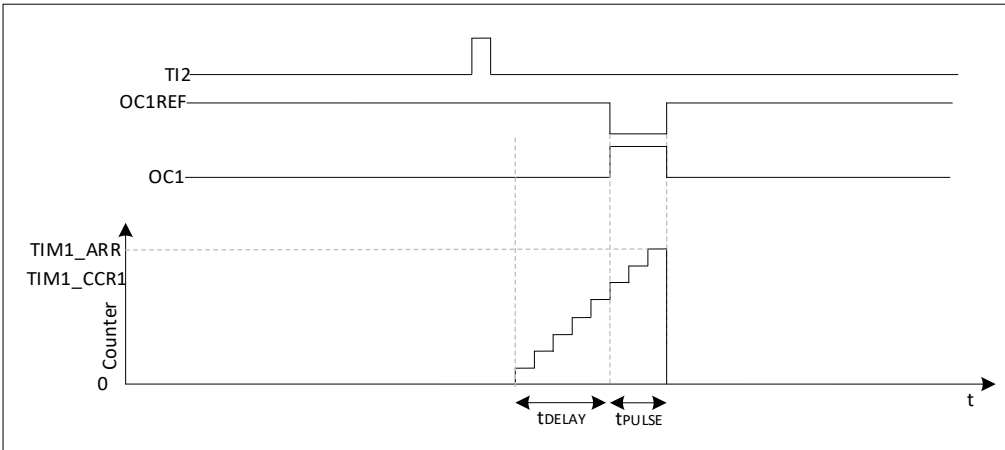 TI2
OC1REF
OC1
TIM1_ARR
TIM1_CCR1
Counter
0
t
tDELAY
tPULSE